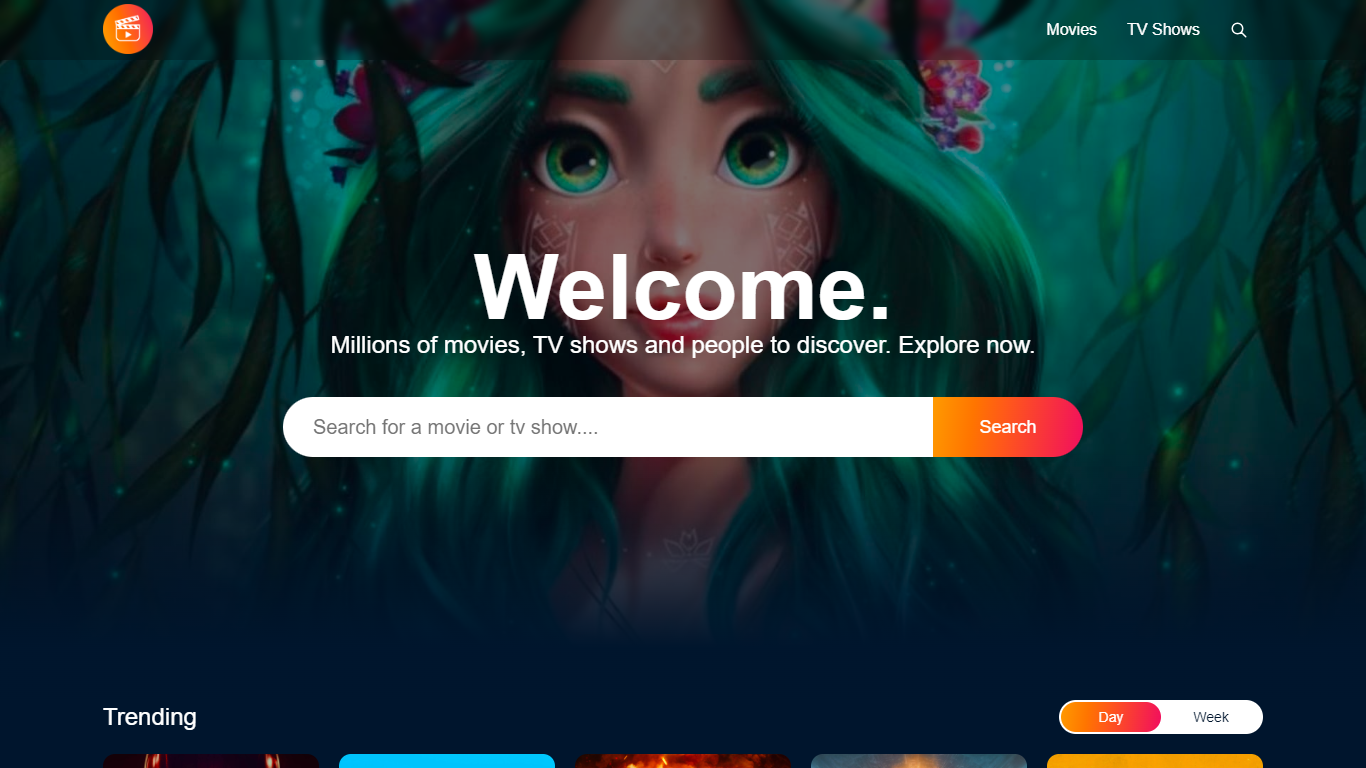 Movies TV Shows
Welcome.
Millions of movies, TV shows and people to discover. Explore now.
Search for a movie or tv show.... Search
Trending Day Week